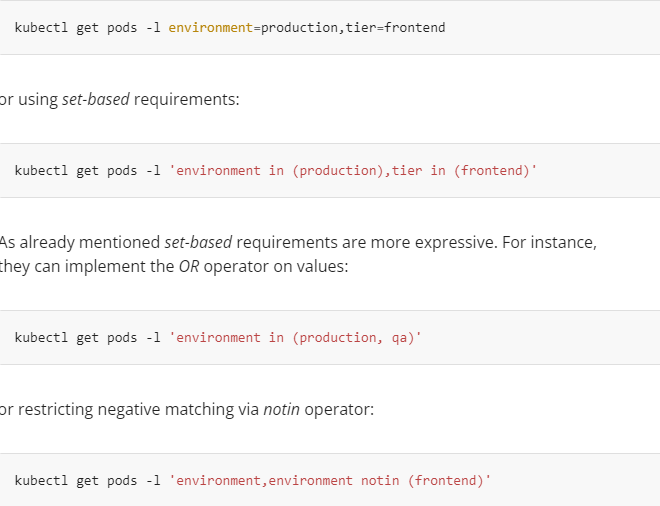 kubectl get pods -l environment=production,tier=frontend
or using set-based requirements:
kubectl get pods -l 'environment in (production),tier in (frontend)'
As already mentioned set-based requirements are more expressive. For instance,
they can implement the OR operator on values:
kubectl get pods -l 'environment in (production, qa)'
or restricting negative matching via notin operator:
kubectl get pods -l 'environment,environment notin (frontend)'